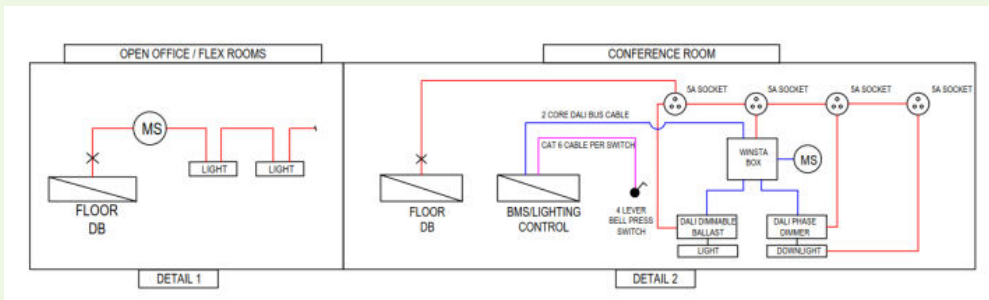 OPEN OFFICE / FLEX ROOMS
MS
LIGHT
LIGHT
FLOOR
DB
DETAIL 1
CONFERENCE ROOM
5A SOCKET
5A SOCKET
5A SOCKET
5A SOCKET
2 CORE DALI BUS CABLE
CAT 6 CABLE PER SWITCH
WINSTA
BOX
MS
FLOOR
DB
BMS/LIGHTING
CONTROL
4 LEVER
BELL PRESS
SWITCH
DALI DIMMABLE
BALLAST
LIGHT
DALI PHASE
DIMMER
DOWNLIGHT
DETAIL 2